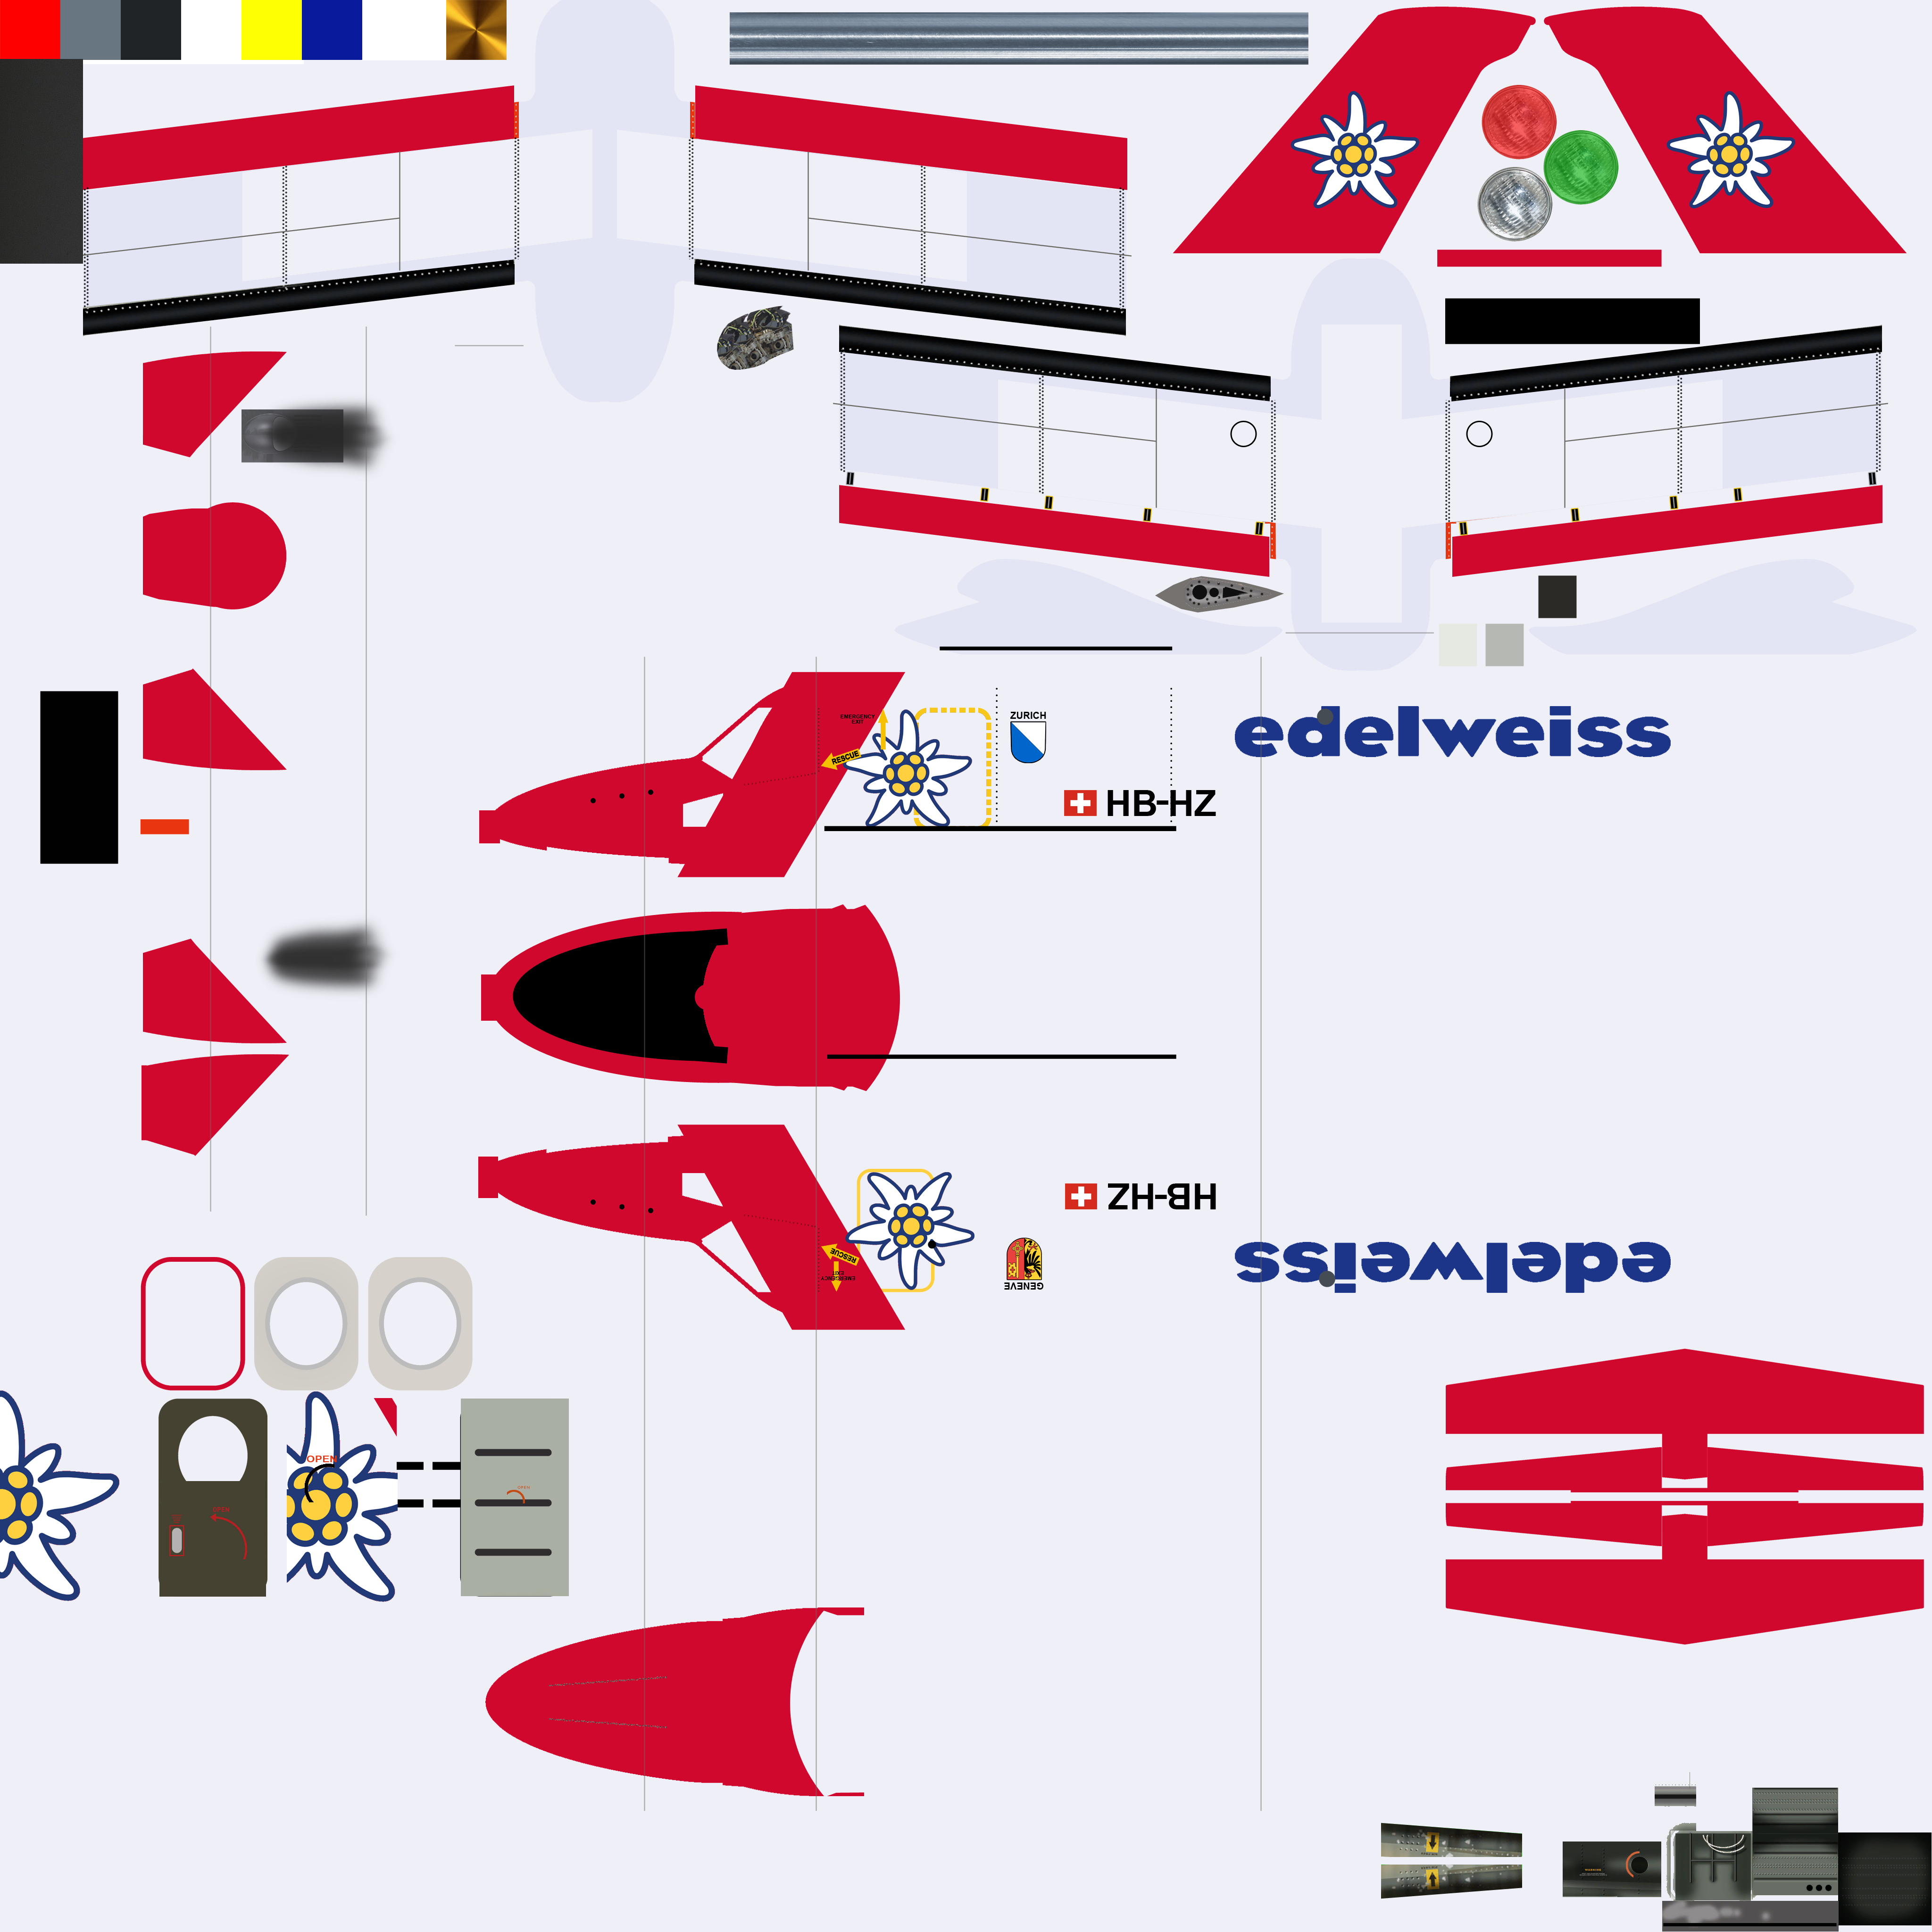 EMERGENCY
EXIT
RESCUE
ZURICH
edelweiss
HB-HZ
HB-HZ
RESCUE
EMERGENCY
EXIT
GENEVE
edelweiss
OPEN
OPEN
OPEN